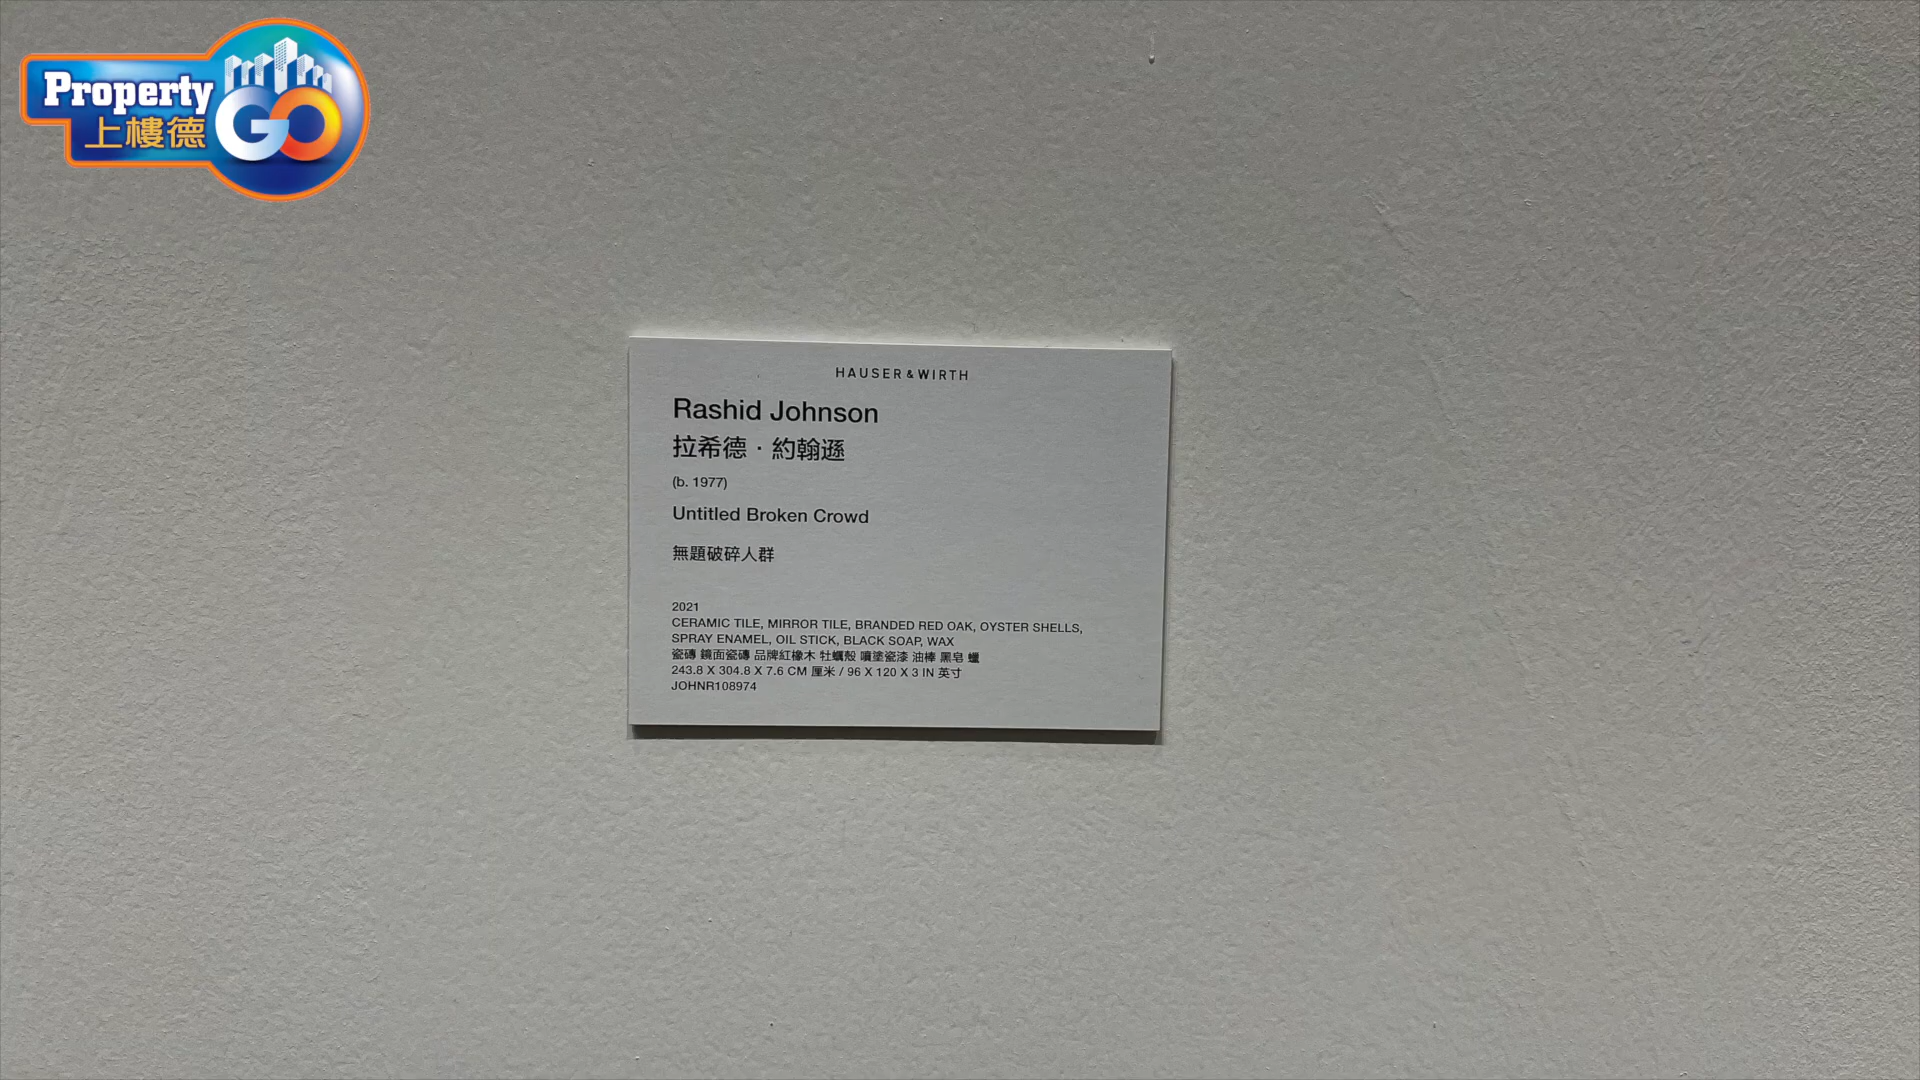 Property
上樓德
GO
HAUSER & WIRTH
Rashid Johnson
拉希德·約翰遜
(b. 1977)
Untitled Broken Crowd
無題破碎人群
2021
CERAMIC TILE, MIRROR TILE, BRANDED RED OAK, OYSTER SHELLS,
SPRAY ENAMEL, OIL STICK, BLACK SOAP, WAX
瓷磚 鏡面瓷磚 品牌紅橡木 牡蠣殼 噴塗瓷漆 油棒 黑皂 蠟
243.8 X 304.8 X 7.6 CM 厘米 / 96 X 120 X 3 IN 英寸
JOHNR108974